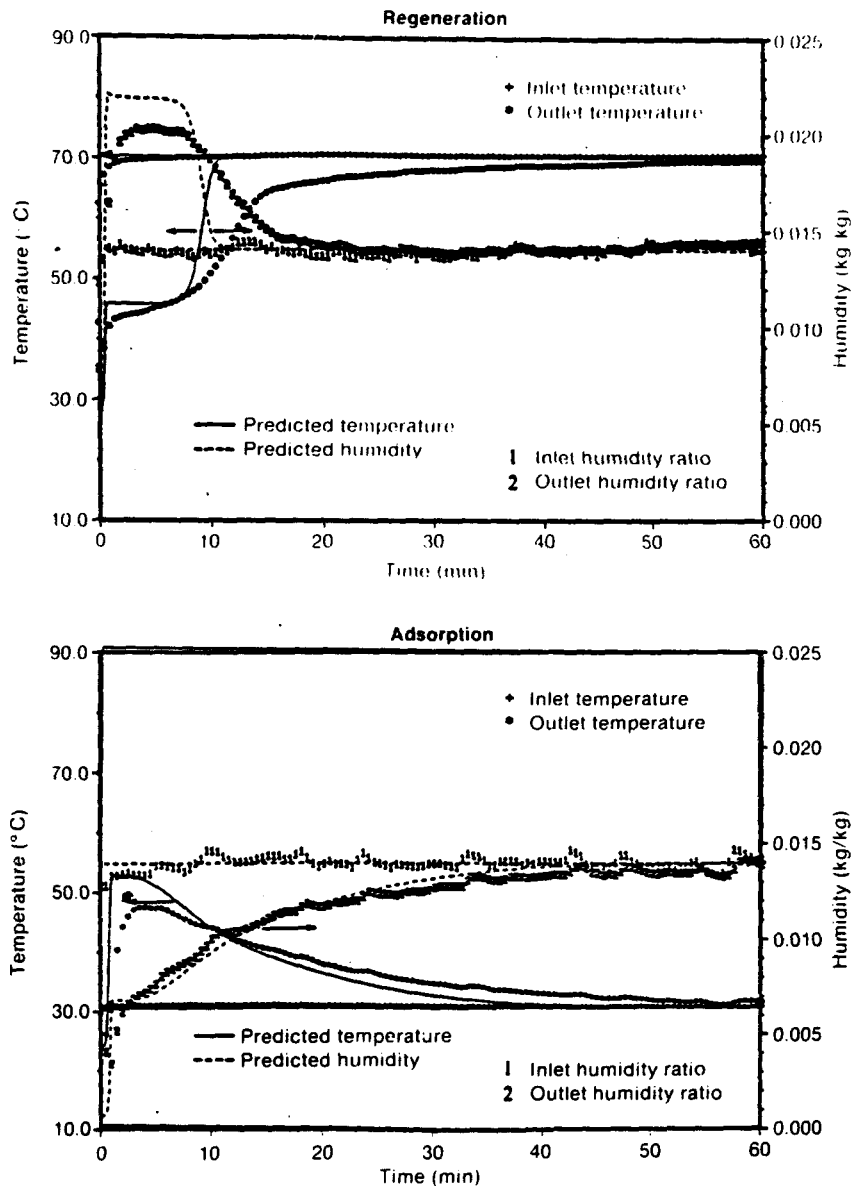 Regeneration
90.0
70.0
50.0
30.0
10.0
Temperature (°C)
+ Inlet temperature
● Outlet temperature
Predicted temperature
Predicted humidity
1 Inlet humidity ratio
2 Outlet humidity ratio
0.025
0.020
0.015
0.010
0.005
0.000
Humidity (kg kg)
0 10 20 30 40 50 60
Time (min)
Adsorption
90.0
70.0
50.0
30.0
10.0
Temperature (°C)
+ Inlet temperature
● Outlet temperature
Predicted temperature
Predicted humidity
1 Inlet humidity ratio
2 Outlet humidity ratio
0.025
0.020
0.015
0.010
0.005
0.000
Humidity (kg/kg)
0 10 20 30 40 50 60
Time (min)